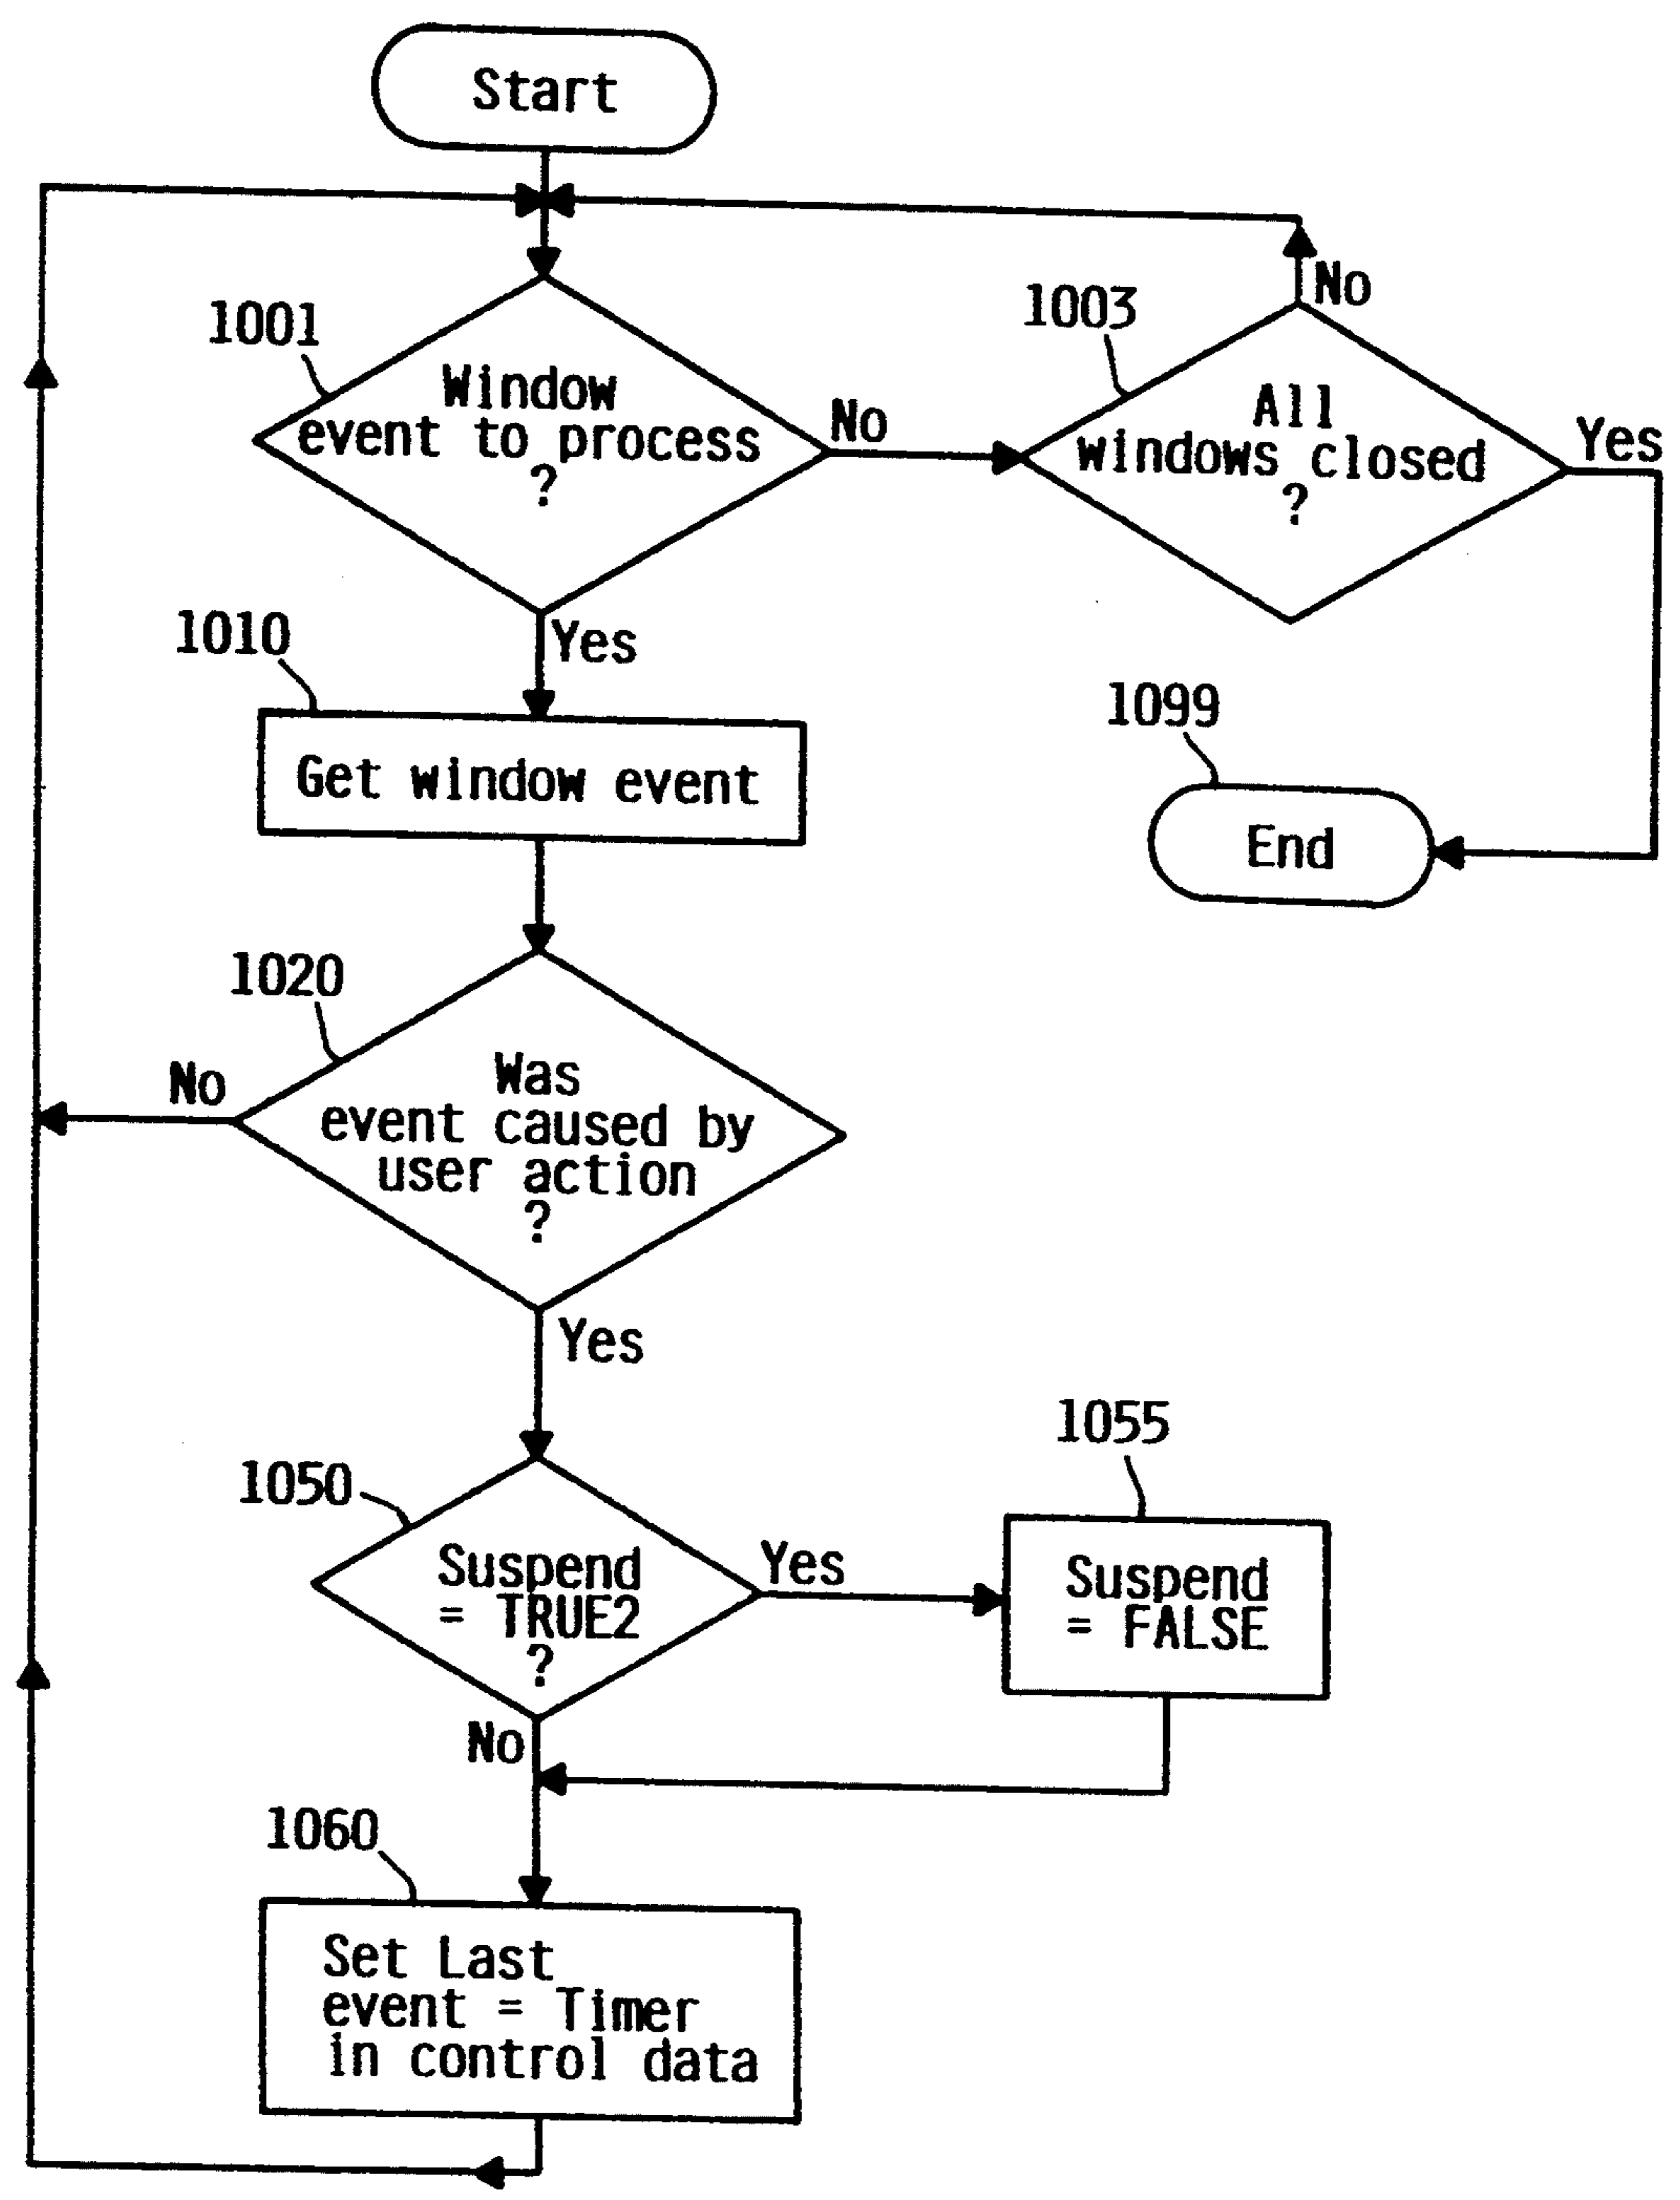 Start
1001
Window
event to process
?
No
Yes
1003
All
windows closed
?
No
Yes
1010
Get window event
1099
End
1020
Was
event caused by
user action
?
No
Yes
1050
Suspend
= TRUE2
?
Yes
No
1055
Suspend
= FALSE
1060
Set Last
event = Timer
in control data